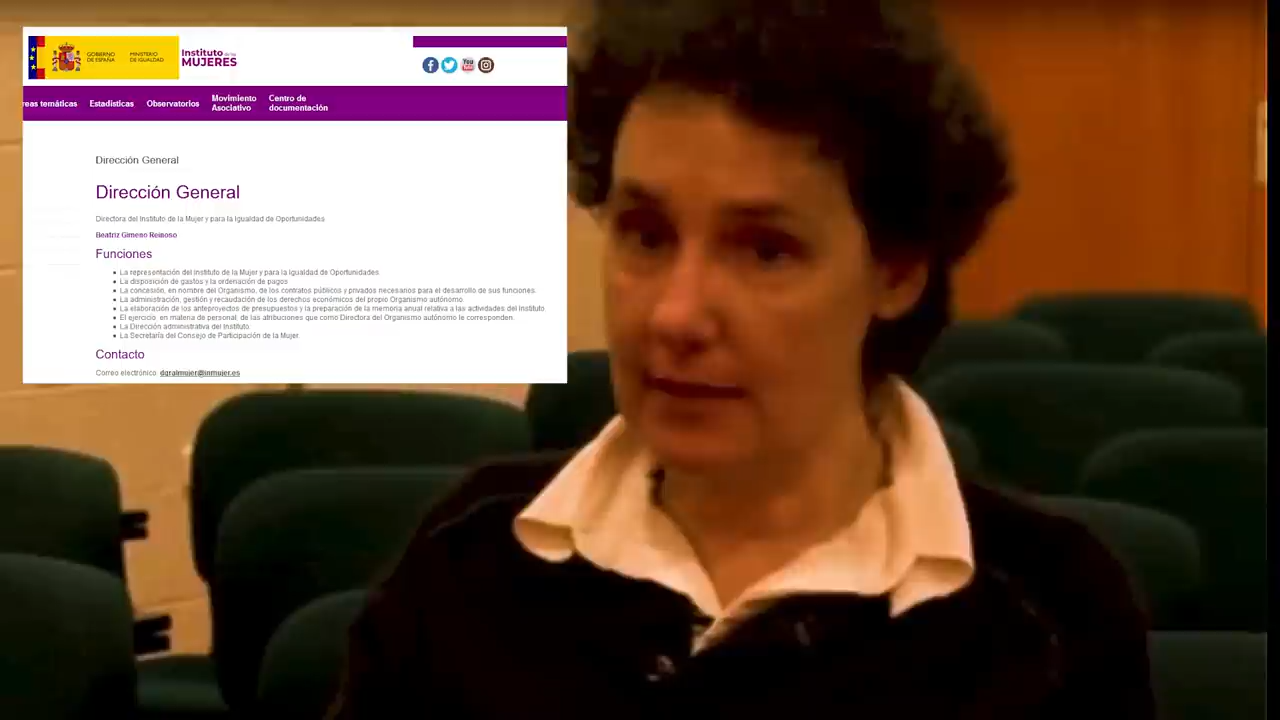 GOBIERNO
DE ESPAÑA
MINISTERIO
DE IGUALDAD
Instituto de las
MUJERES
You
Tube
reas temáticas
Estadísticas
Observatorios
Movimiento
Asociativo
Centro de
documentación
Dirección General
Dirección General
Directora del Instituto de la Mujer y para la Igualdad de Oportunidades
Beatriz Gimeno Reinoso
Funciones
La representación del Instituto de la Mujer y para la Igualdad de Oportunidades.
La disposición de gastos y la ordenación de pagos
La concesión, en nombre del Organismo, de los contratos públicos y privados necesarios para el desarrollo de sus funciones.
La administración, gestión y recaudación de los derechos económicos del propio Organismo autónomo.
La elaboración de los anteproyectos de presupuestos y la preparación de la memoria anual relativa a las actividades del Instituto.
El ejercicio en materia de personal, de las atribuciones que como Directora del Organismo autónomo le corresponden.
La Dirección administrativa del Instituto.
La Secretaría del Consejo de Participación de la Mujer.
Contacto
Correo electrónico: dgralmujer@inmujer.es